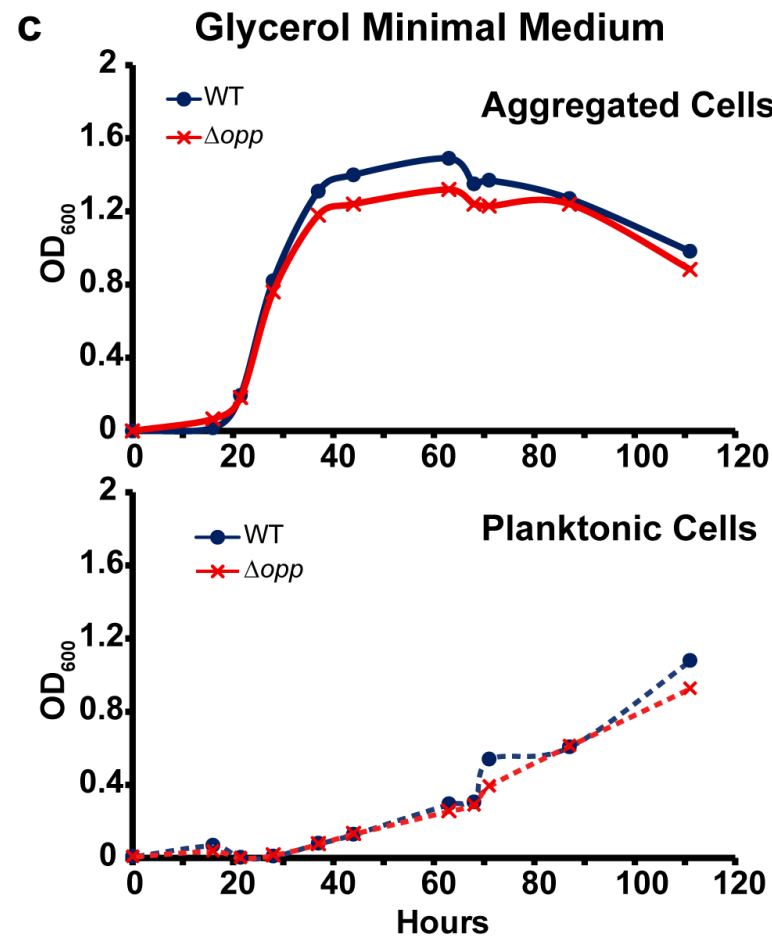 c Glycerol Minimal Medium
2
1.6
1.2
0.8
0.4
0
OD600
WT
Δopp
Aggregated Cells
0 20 40 60 80 100 120
2
1.6
1.2
0.8
0.4
0
OD600
WT
Δopp
Planktonic Cells
0 20 40 60 80 100 120
Hours